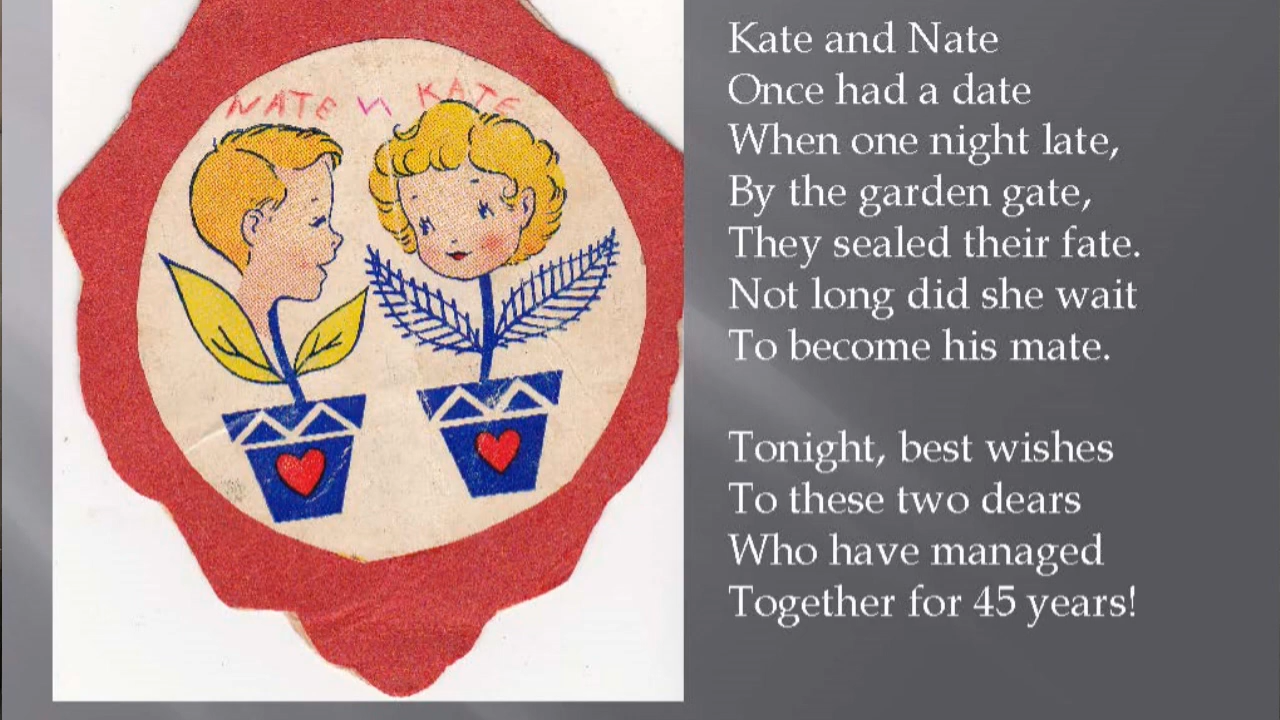 NATE n KATE
Kate and Nate
Once had a date
When one night late,
By the garden gate,
They sealed their fate.
Not long did she wait
To become his mate.
Tonight, best wishes
To these two dears
Who have managed
Together for 45 years!